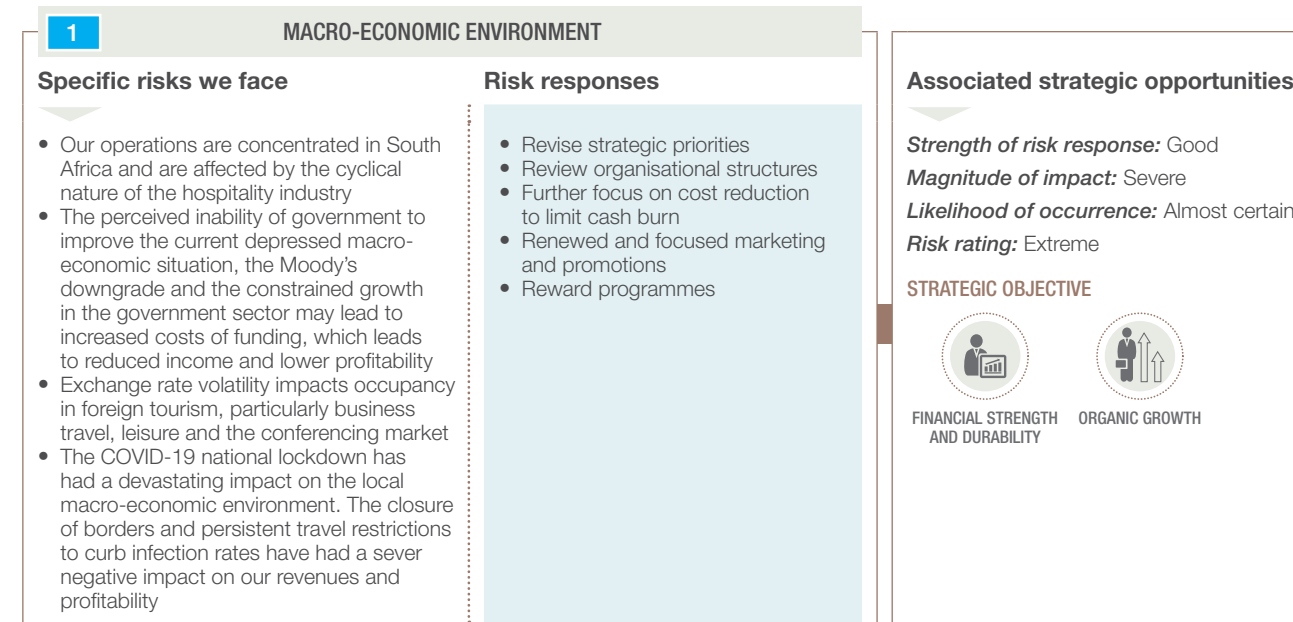 1
MACRO-ECONOMIC ENVIRONMENT
Specific risks we face
• Our operations are concentrated in South
Africa and are affected by the cyclical
nature of the hospitality industry
• The perceived inability of government to
improve the current depressed macro-
economic situation, the Moody’s
downgrade and the constrained growth
in the government sector may lead to
increased costs of funding, which leads
to reduced income and lower profitability
• Exchange rate volatility impacts occupancy
in foreign tourism, particularly business
travel, leisure and the conferencing market
• The COVID-19 national lockdown has
had a devastating impact on the local
macro-economic environment. The closure
of borders and persistent travel restrictions
to curb infection rates have had a sever
negative impact on our revenues and
profitability
Risk responses
• Revise strategic priorities
• Review organisational structures
• Further focus on cost reduction
to limit cash burn
• Renewed and focused marketing
and promotions
• Reward programmes
Associated strategic opportunities
Strength of risk response: Good
Magnitude of impact: Severe
Likelihood of occurrence: Almost certain
Risk rating: Extreme
STRATEGIC OBJECTIVE
FINANCIAL STRENGTH
AND DURABILITY
ORGANIC GROWTH